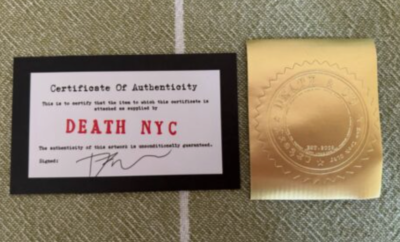 Certificate Of Authenticity
This is to certify that the item to which this certificate is
attached as supplied by
DEATH NYC
The authenticity of this artwork is unconditionally guaranteed.
Signed:
DEATH